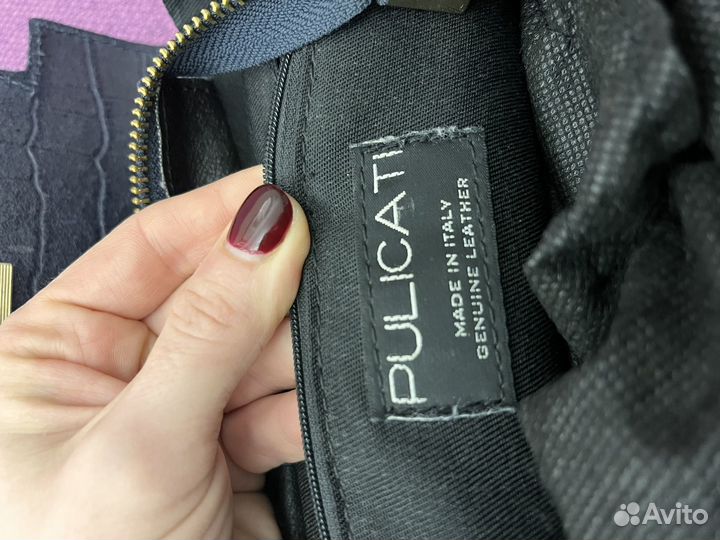 PULICATI
MADE IN ITALY
GENUINE LEATHER
Avito